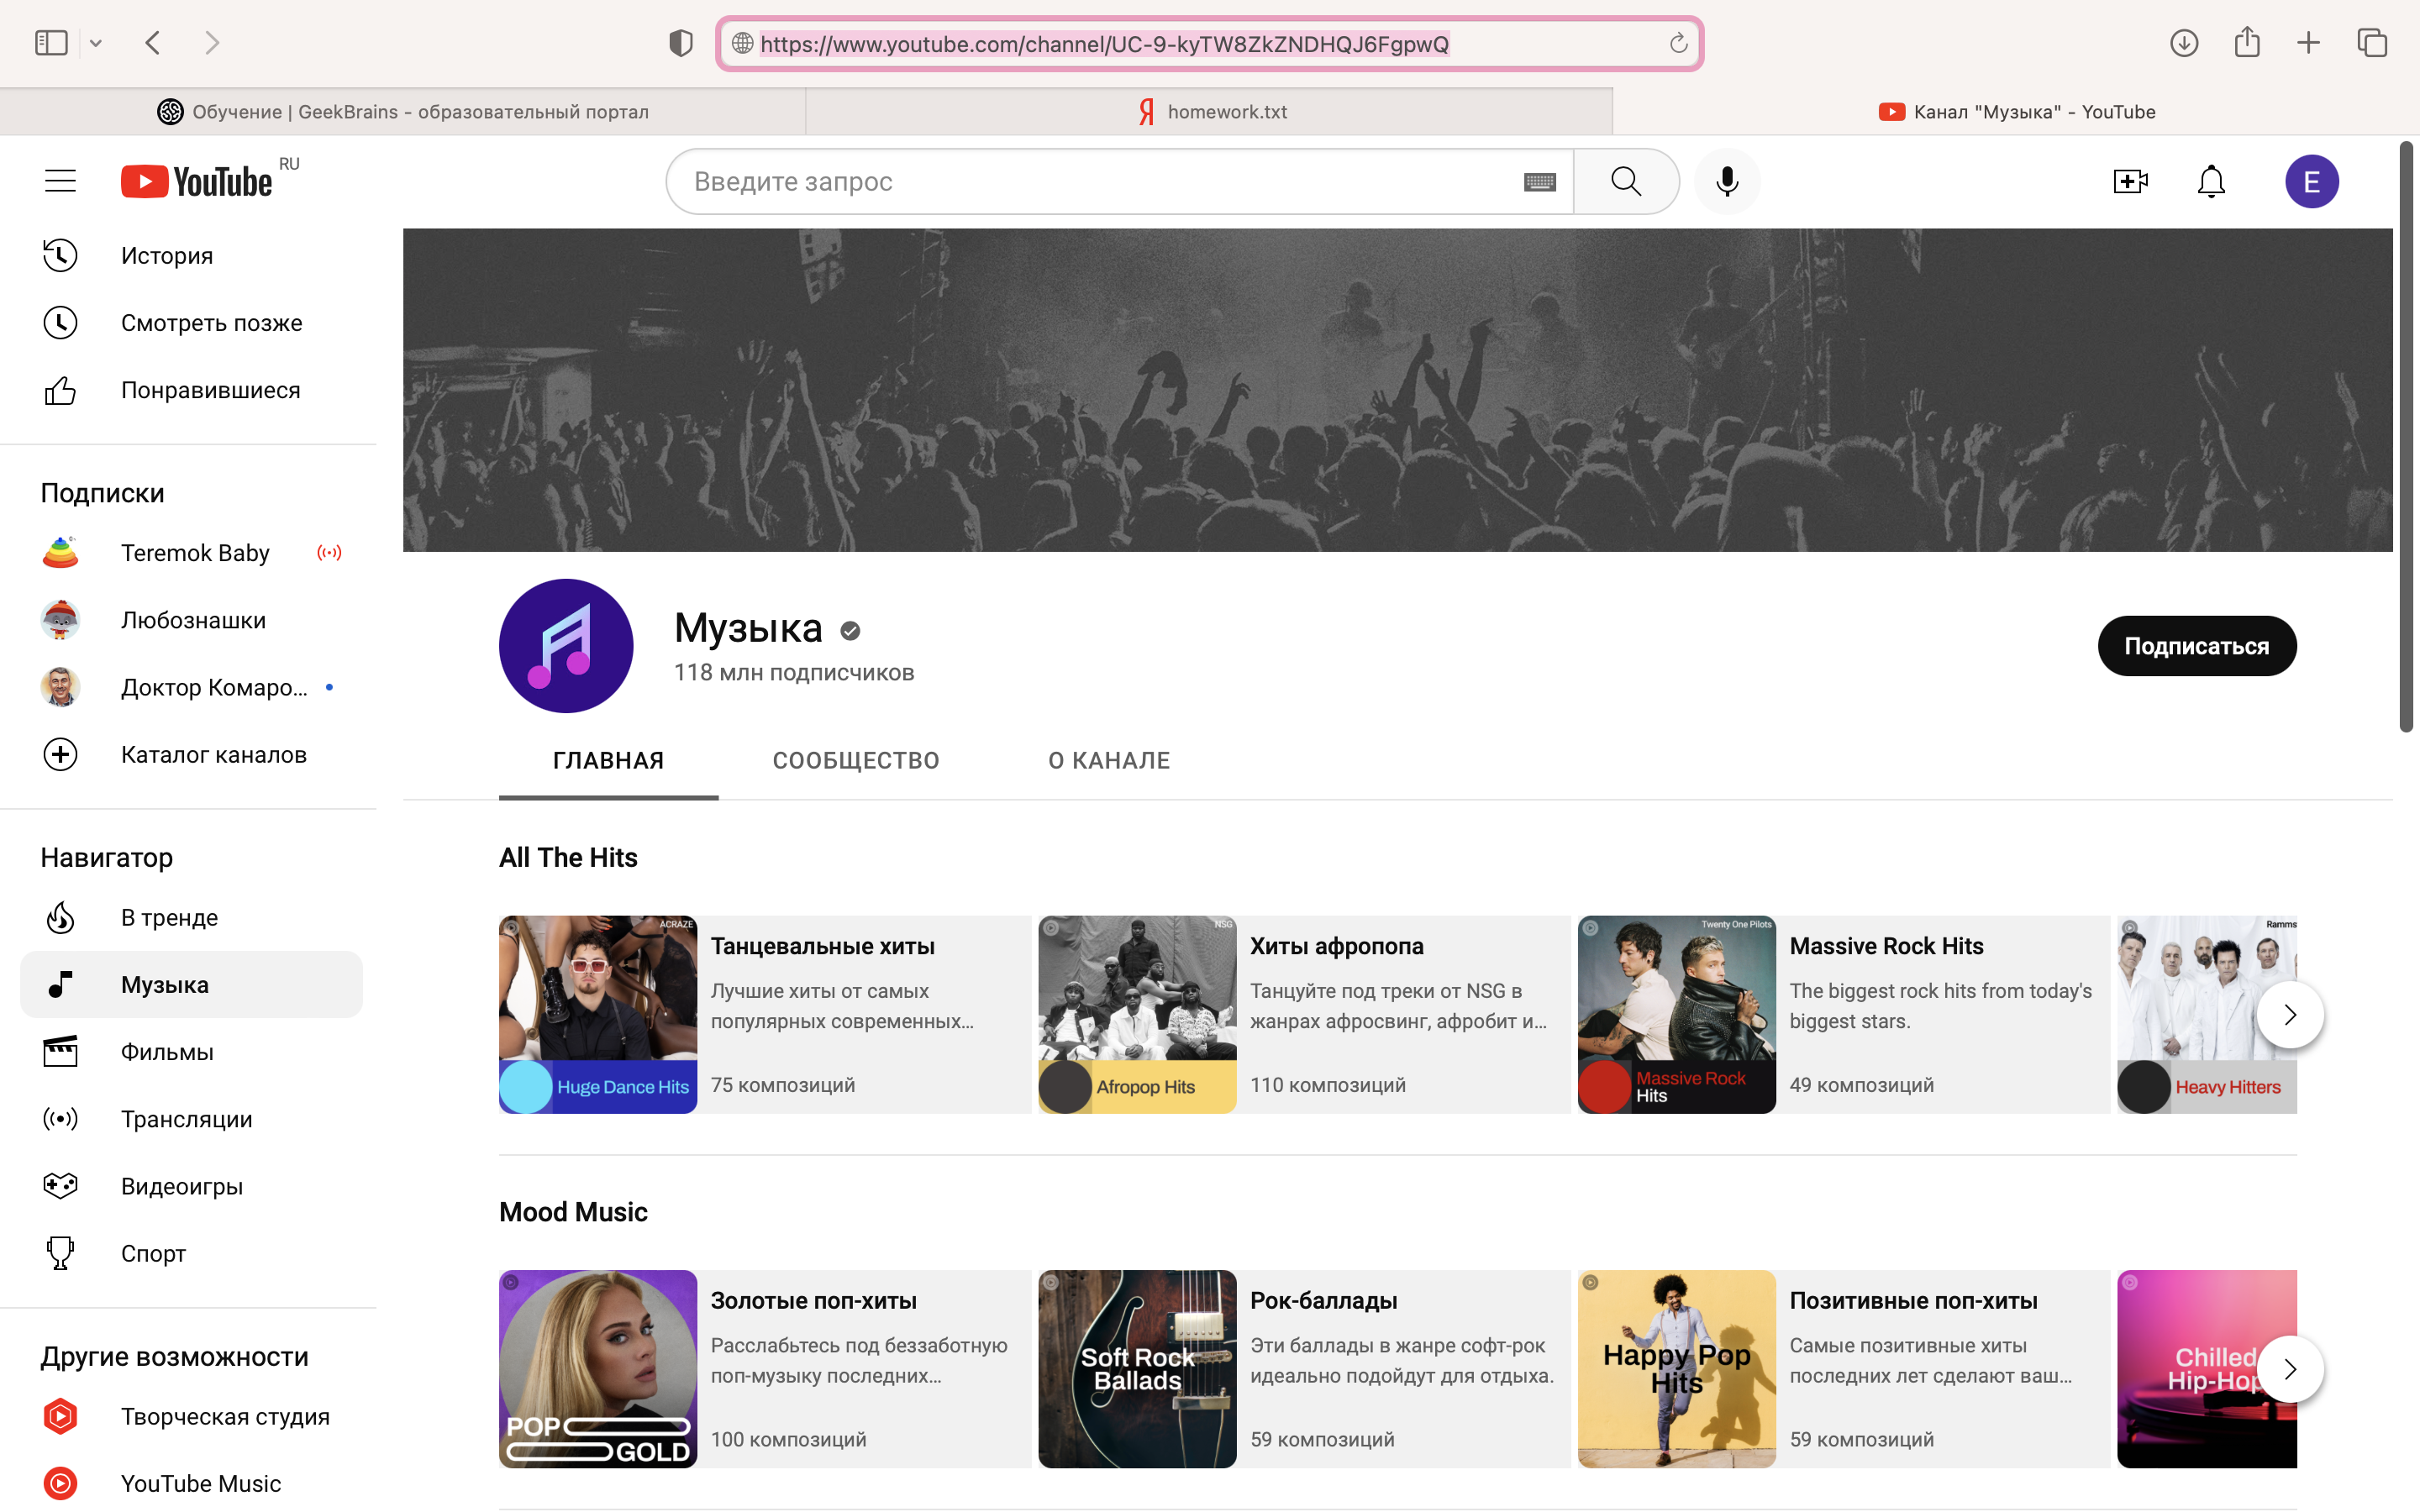 https://www.youtube.com/channel/UC-9-kyTW8ZkZNDHQJ6FgpwQ
Обучение | GeekBrains - образовательный портал
Я homework.txt
Канал "Музыка" - YouTube
YouTube RU
Введите запрос
E
История
Смотреть позже
Понравившиеся
Подписки
Teremok Baby
Любознашки
Доктор Комаро...
Каталог каналов
Навигатор
В тренде
Музыка
Фильмы
Трансляции
Видеоигры
Спорт
Другие возможности
Творческая студия
YouTube Music
Музыка
118 млн подписчиков
Подписаться
ГЛАВНАЯ
СООБЩЕСТВО
О КАНАЛЕ
All The Hits
ACRAZE
Huge Dance Hits
Танцевальные хиты
Лучшие хиты от самых
популярных современных...
75 композиций
NSG
Afropop Hits
Хиты афропопа
Танцуйте под треки от NSG в
жанрах афросвинг, афробит и...
110 композиций
Twenty One Pilots
Massive Rock
Hits
Massive Rock Hits
The biggest rock hits from today's
biggest stars.
49 композиций
Ramms
Heavy Hitters
Mood Music
POP
GOLD
Золотые поп-хиты
Расслабьтесь под беззаботную
поп-музыку последних...
100 композиций
Soft Rock
Ballads
Рок-баллады
Эти баллады в жанре софт-рок
идеально подойдут для отдыха.
59 композиций
Happy Pop
Hits
Позитивные поп-хиты
Самые позитивные хиты
последних лет сделают ваш...
59 композиций
Chilled
Hip-Hop